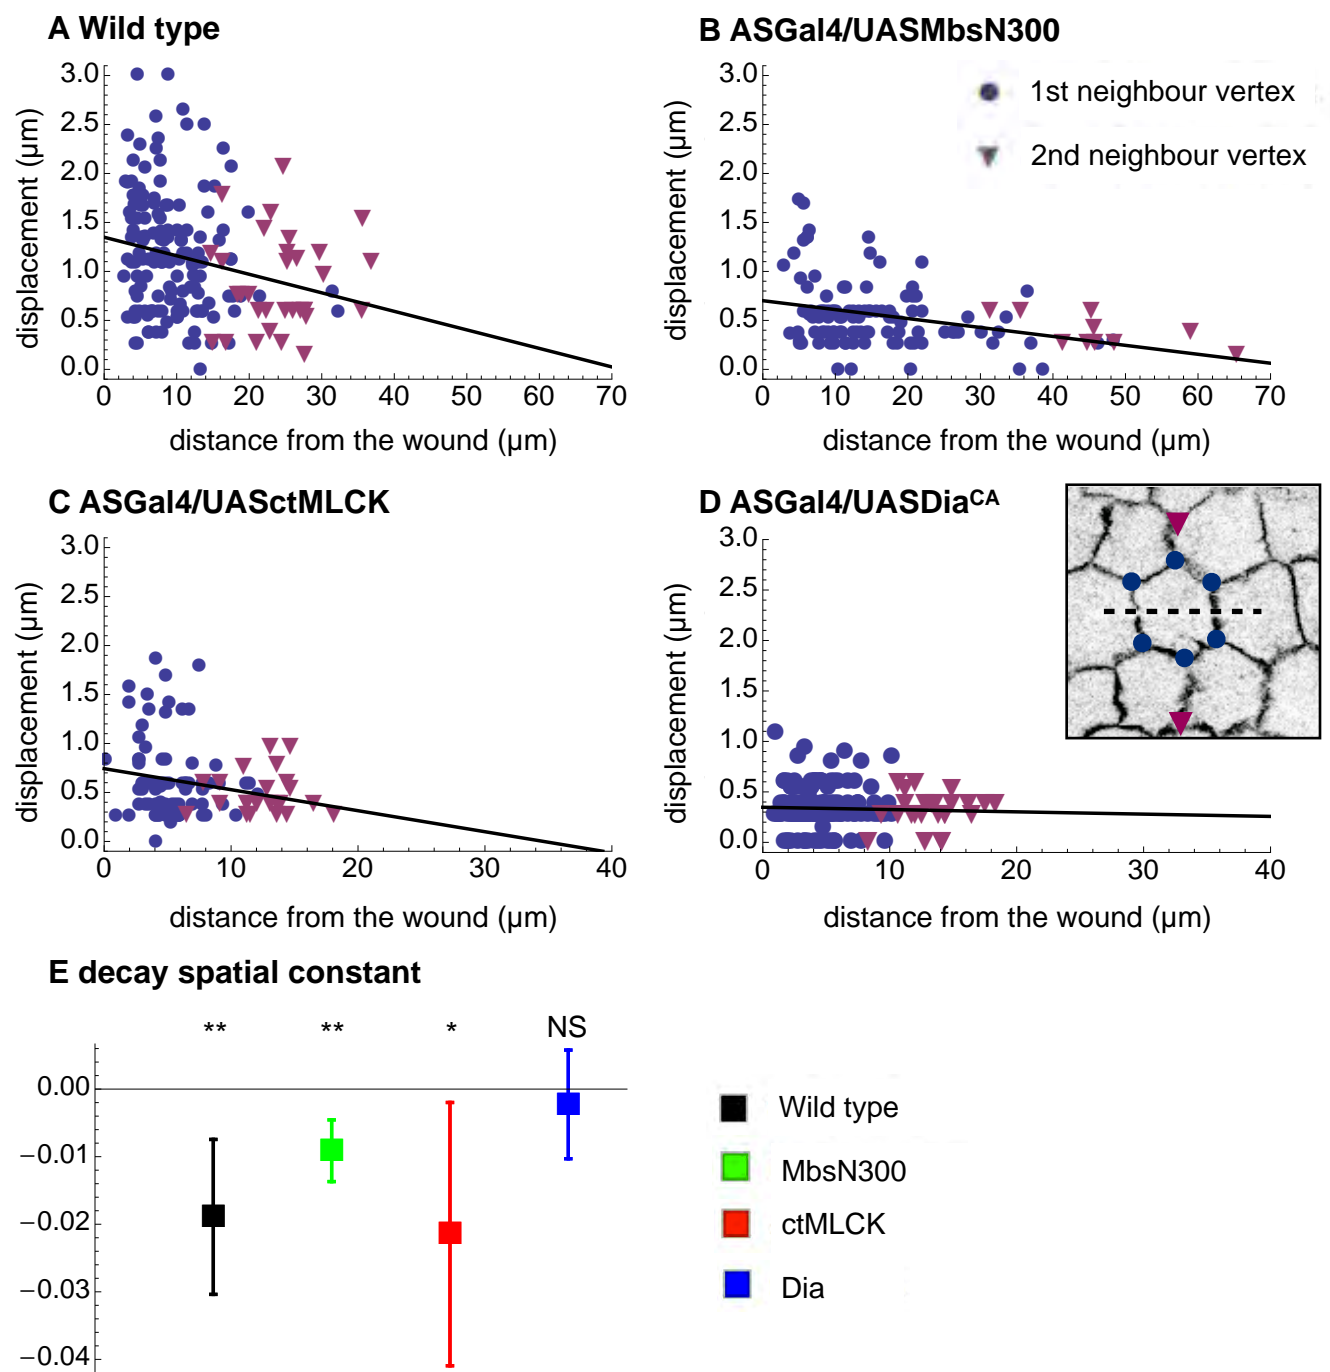 A Wild type
3.0
2.5
2.0
1.5
1.0
0.5
0.0
displacement (μm)
0 10 20 30 40 50 60 70
distance from the wound (μm)
B ASGal4/UASMbsN300
1st neighbour vertex
2nd neighbour vertex
3.0
2.5
2.0
1.5
1.0
0.5
0.0
displacement (μm)
0 10 20 30 40 50 60 70
distance from the wound (μm)
C ASGal4/UASctMLCK
3.0
2.5
2.0
1.5
1.0
0.5
0.0
displacement (μm)
0 10 20 30 40
distance from the wound (μm)
D ASGal4/UASDiaCA
3.0
2.5
2.0
1.5
1.0
0.5
0.0
displacement (μm)
0 10 20 30 40
distance from the wound (μm)
E decay spatial constant
** ** * NS
0.00
−0.01
−0.02
−0.03
−0.04
Wild type
MbsN300
ctMLCK
Dia